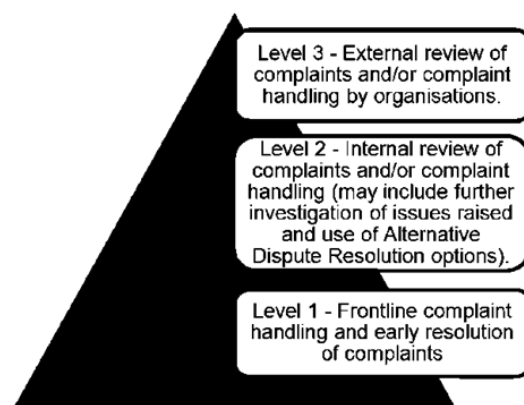 Level 3 - External review of
complaints and/or complaint
handling by organisations.
Level 2 - Internal review of
complaints and/or complaint
handling (may include further
investigation of issues raised
and use of Alternative
Dispute Resolution options).
Level 1 - Frontline complaint
handling and early resolution
of complaints